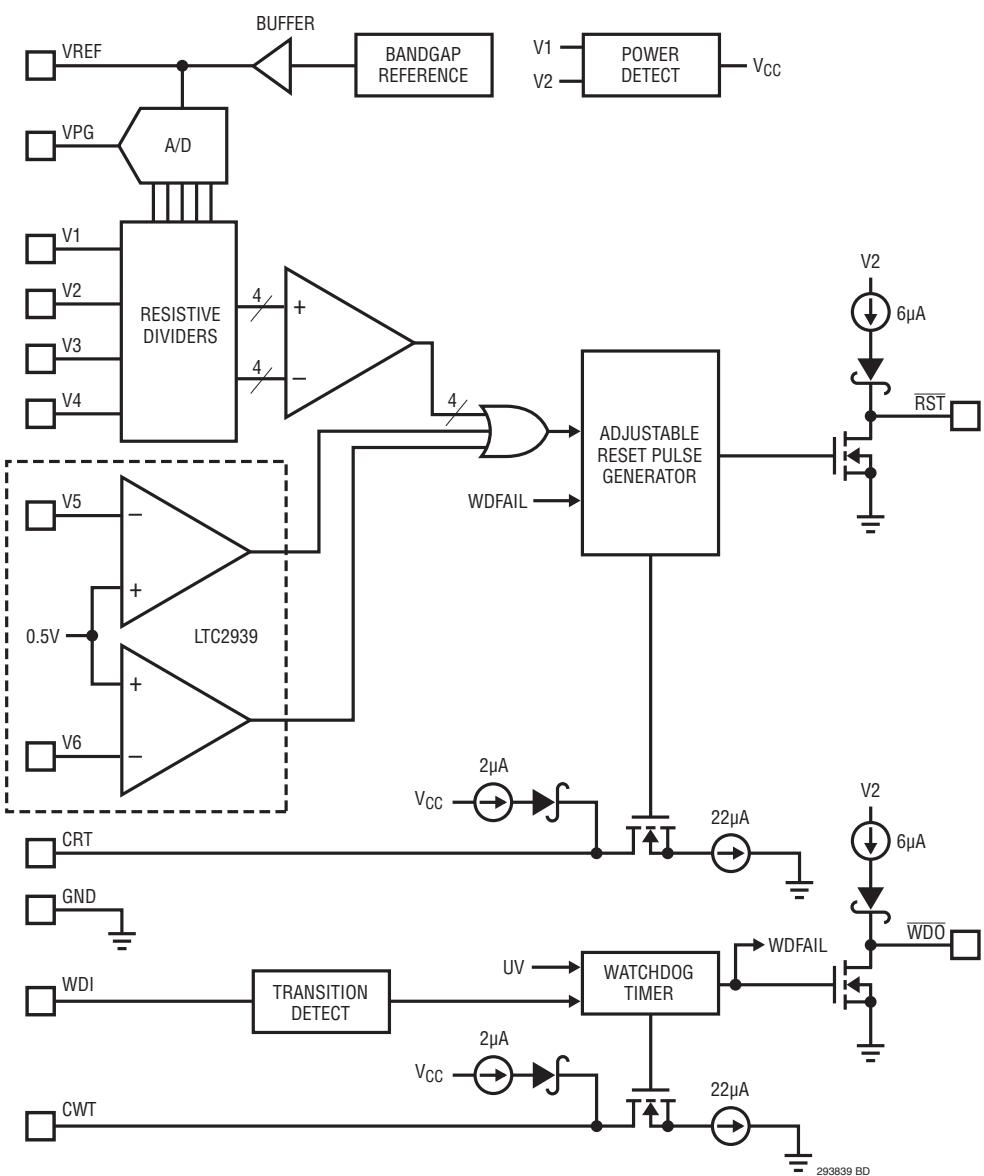 BUFFER
VREF
BANDGAP
REFERENCE
V1
V2
POWER
DETECT
VCC
VPG
A/D
V1
V2
V3
V4
RESISTIVE
DIVIDERS
4
+
4
–
4
ADJUSTABLE
RESET PULSE
GENERATOR
WDFAIL
V2
6µA
RST
V5
–
+
0.5V
LTC2939
+
V6
–
2µA
VCC
22µA
CRT
GND
V2
6µA
WDO
WDFAIL
UV
WATCHDOG
TIMER
WDI
TRANSITION
DETECT
2µA
VCC
22µA
CWT
293839 BD